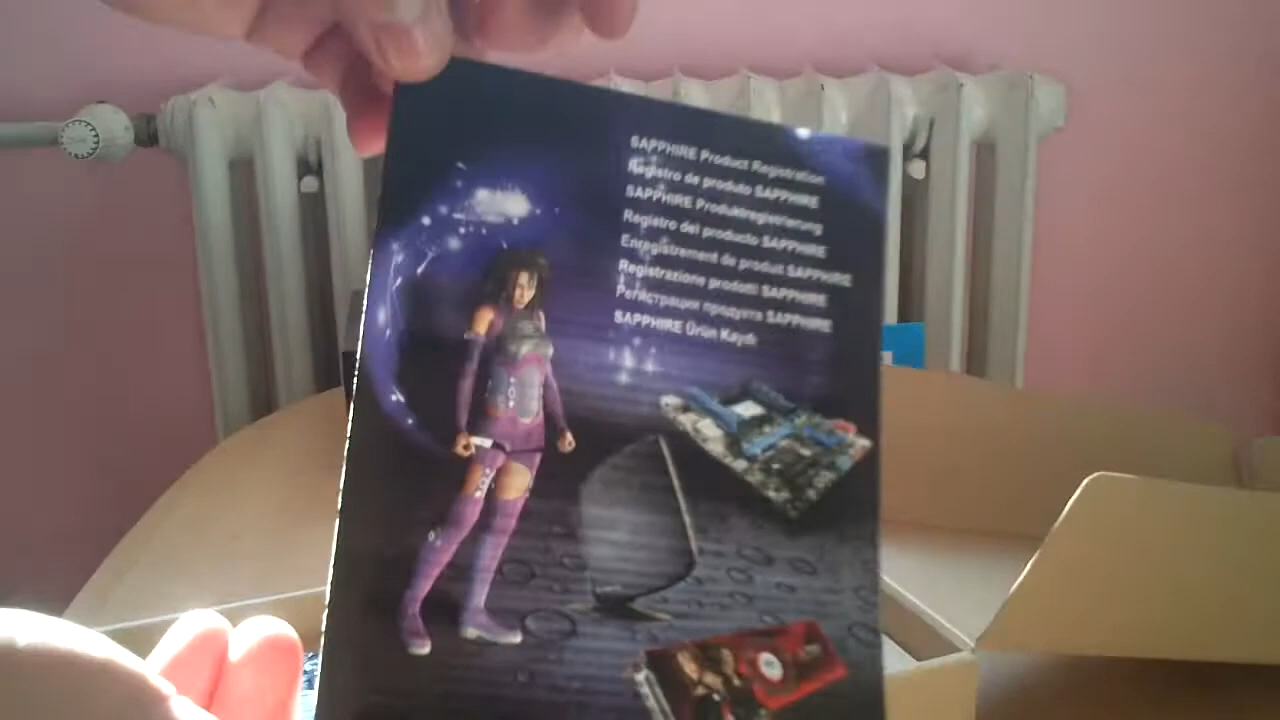 SAPPHIRE Product Registration
Registro de produto SAPPHIRE
SAPPHIRE Produktregistrierung
Registro del producto SAPPHIRE
Enregistrement de produit SAPPHIRE
Registrazione prodotti SAPPHIRE
Регистрация продукта SAPPHIRE
SAPPHIRE Ürün Kaydı